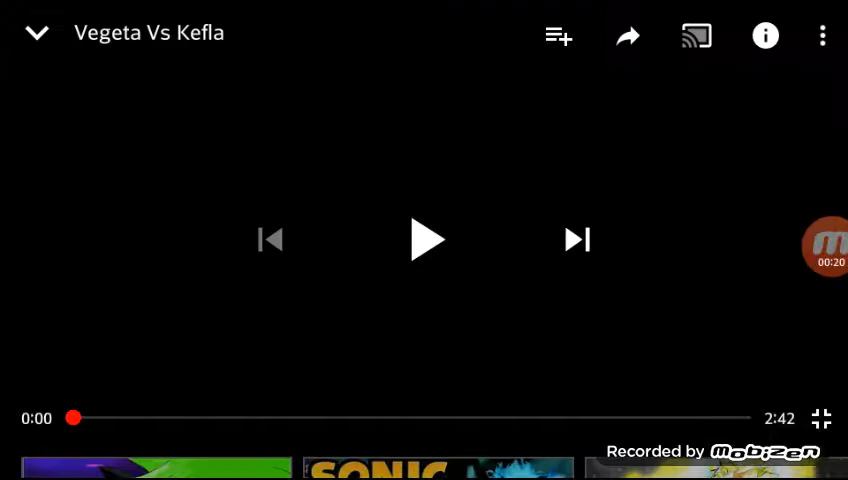 Vegeta Vs Kefla
00:20
0:00
2:42
Recorded by Mobizen
SONIC